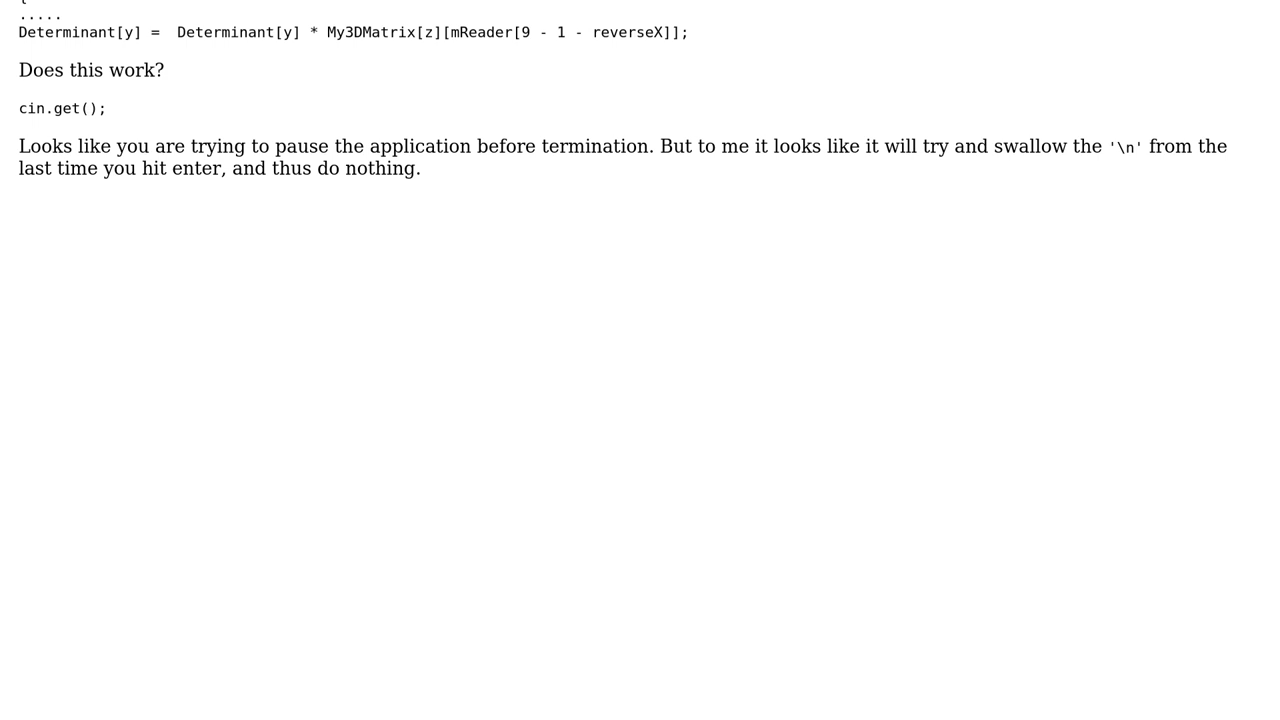 .....
Determinant[y] =  Determinant[y] * My3DMatrix[z][mReader[9 - 1 - reverseX]];
Does this work?
cin.get();
Looks like you are trying to pause the application before termination. But to me it looks like it will try and swallow the '\n' from the
last time you hit enter, and thus do nothing.